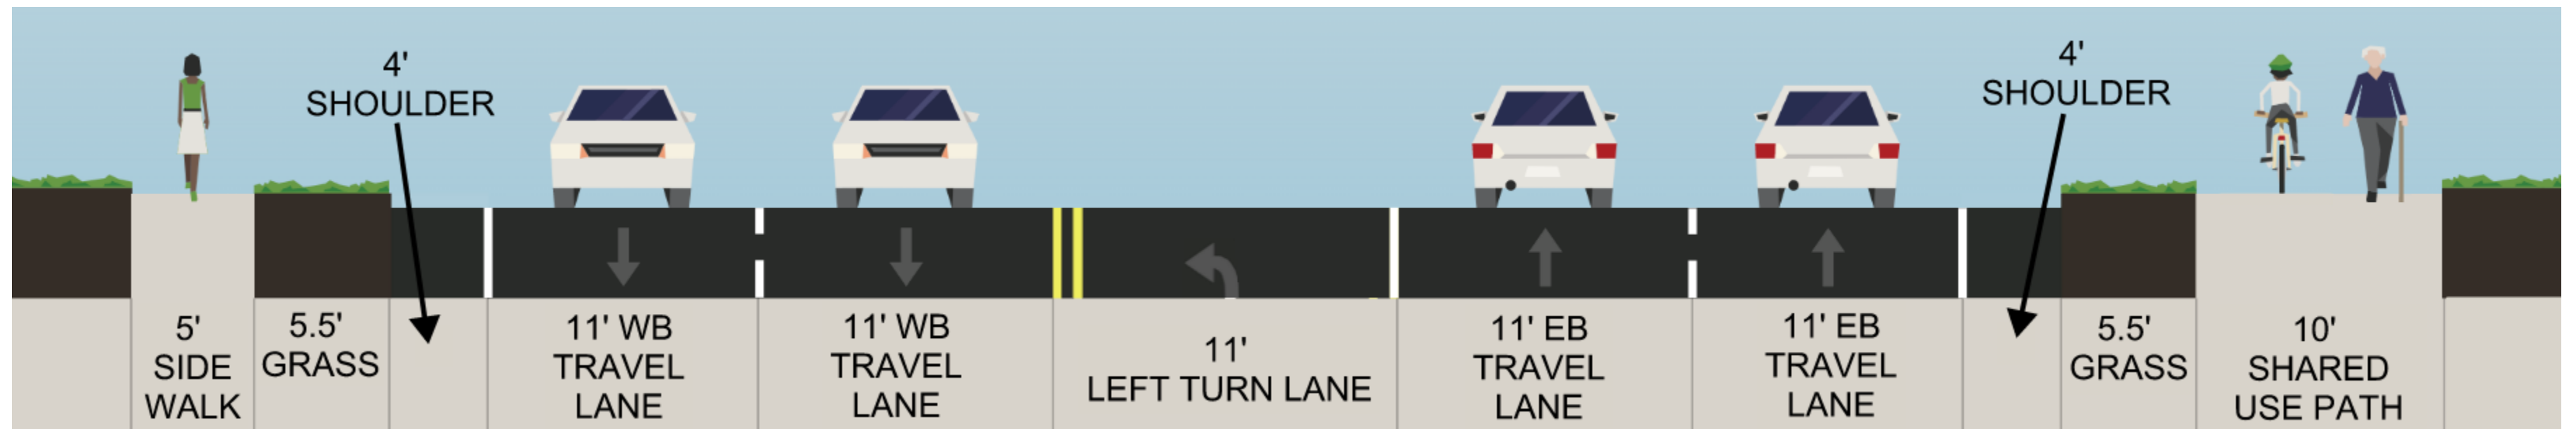 5'
SIDE
WALK
5.5'
GRASS
4'
SHOULDER
11' WB
TRAVEL
LANE
11' WB
TRAVEL
LANE
11'
LEFT TURN LANE
11' EB
TRAVEL
LANE
11' EB
TRAVEL
LANE
4'
SHOULDER
5.5'
GRASS
10'
SHARED
USE PATH